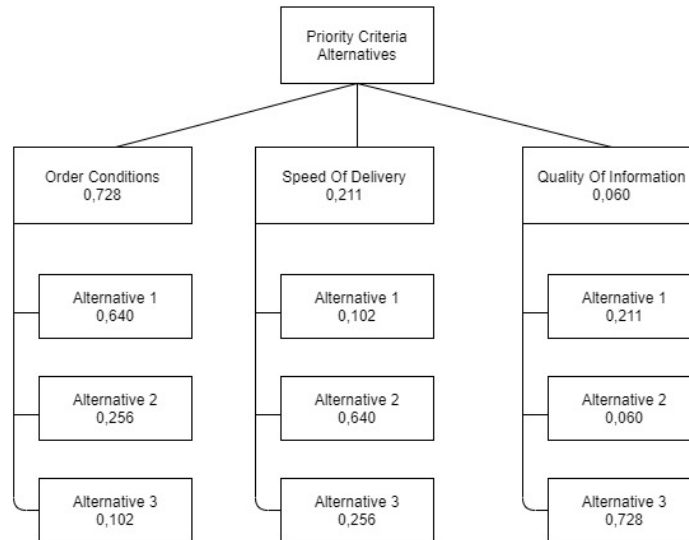 Priority Criteria
Alternatives
Order Conditions
0,728
Speed Of Delivery
0,211
Quality Of Information
0,060
Alternative 1
0,640
Alternative 1
0,102
Alternative 1
0,211
Alternative 2
0,256
Alternative 2
0,640
Alternative 2
0,060
Alternative 3
0,102
Alternative 3
0,256
Alternative 3
0,728